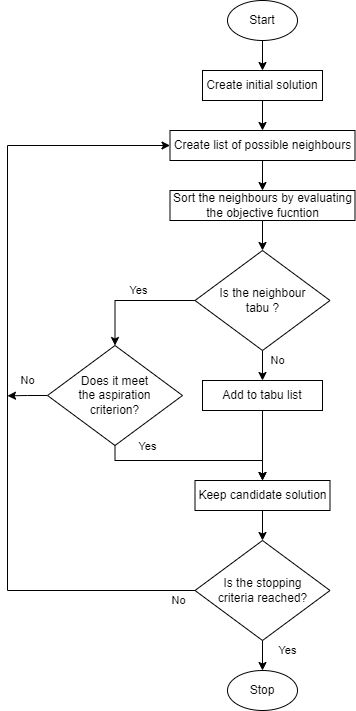 Start
Create initial solution
Create list of possible neighbours
Sort the neighbours by evaluating
the objective fucntion
Is the neighbour
tabu ?
Yes
No
Does it meet
the aspiration
criterion?
No
Add to tabu list
Yes
Keep candidate solution
Is the stopping
criteria reached?
No
Yes
Stop